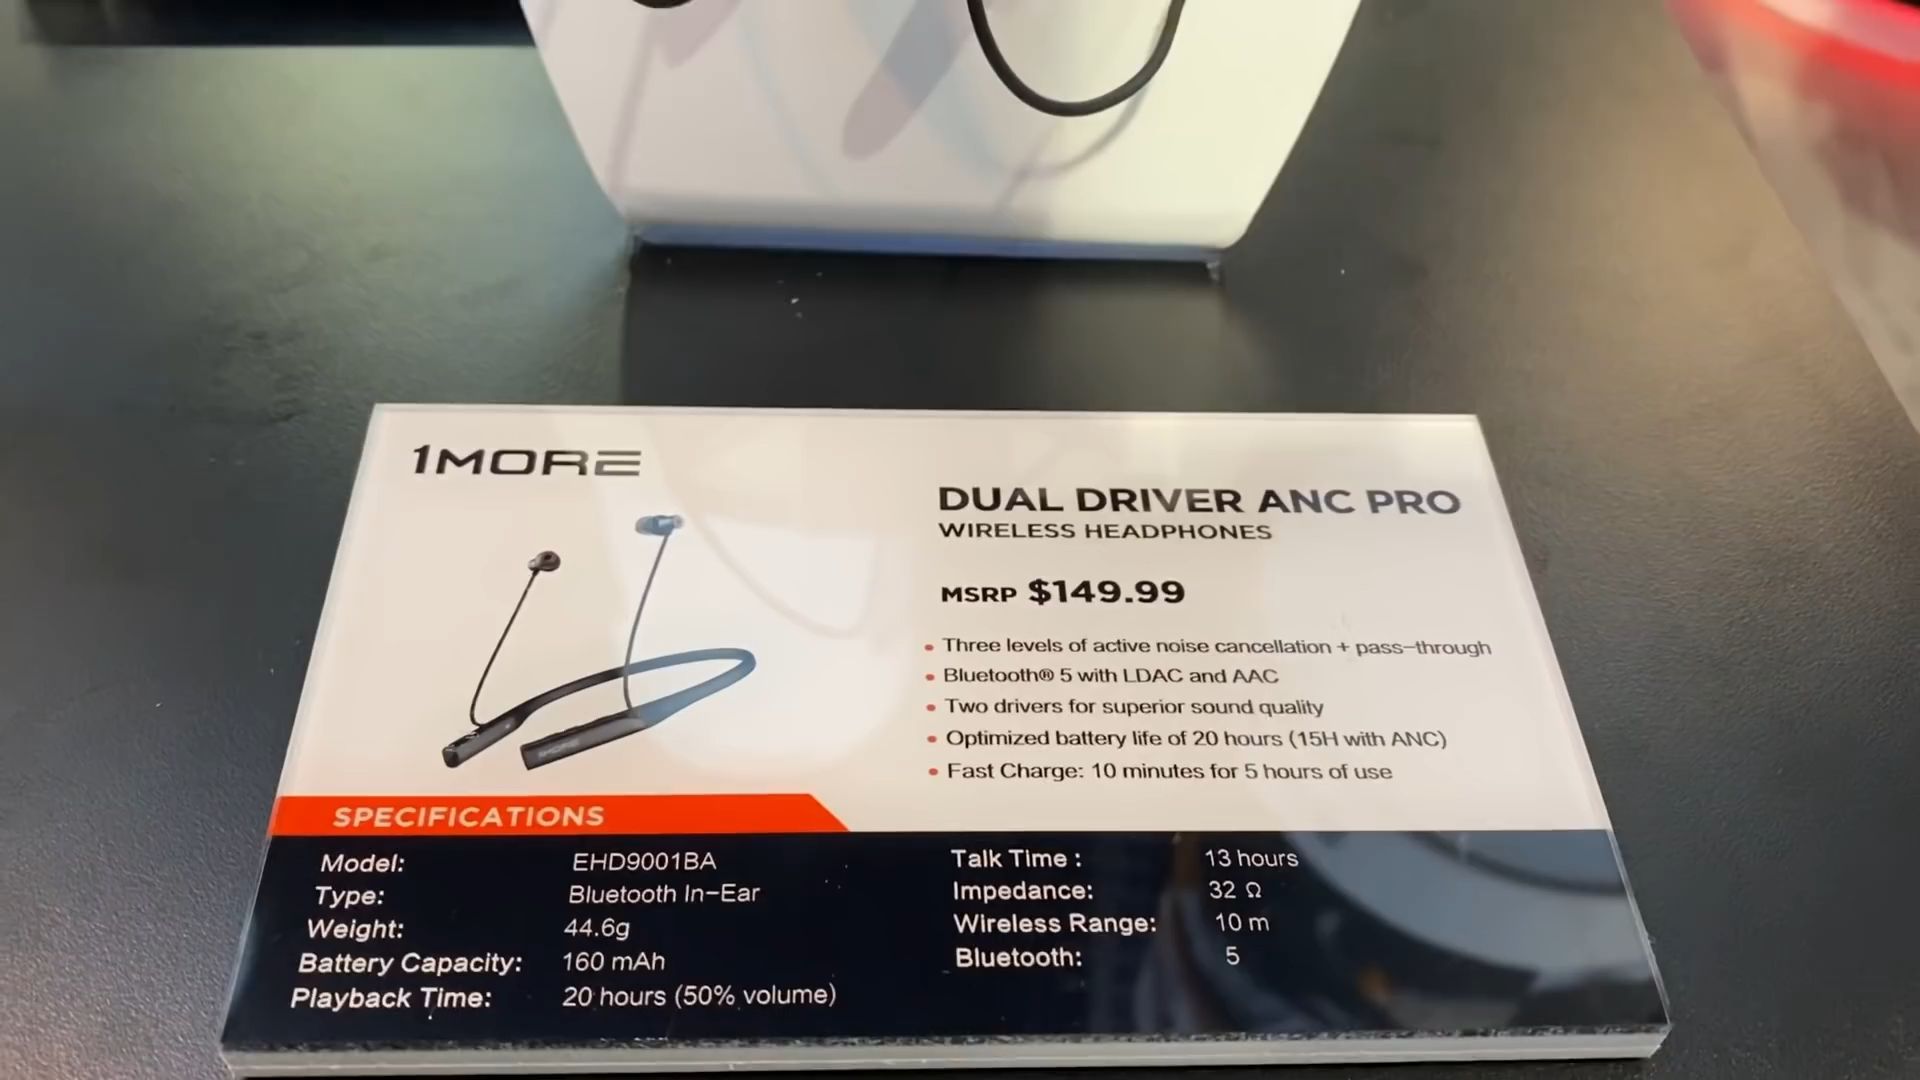 1MORE
DUAL DRIVER ANC PRO
WIRELESS HEADPHONES
MSRP $149.99
• Three levels of active noise cancellation + pass-through
• Bluetooth® 5 with LDAC and AAC
• Two drivers for superior sound quality
• Optimized battery life of 20 hours (15H with ANC)
• Fast Charge: 10 minutes for 5 hours of use
SPECIFICATIONS
Model: EHD9001BA
Type: Bluetooth In-Ear
Weight: 44.6g
Battery Capacity: 160 mAh
Playback Time: 20 hours (50% volume)
Talk Time : 13 hours
Impedance: 32 Ω
Wireless Range: 10 m
Bluetooth: 5